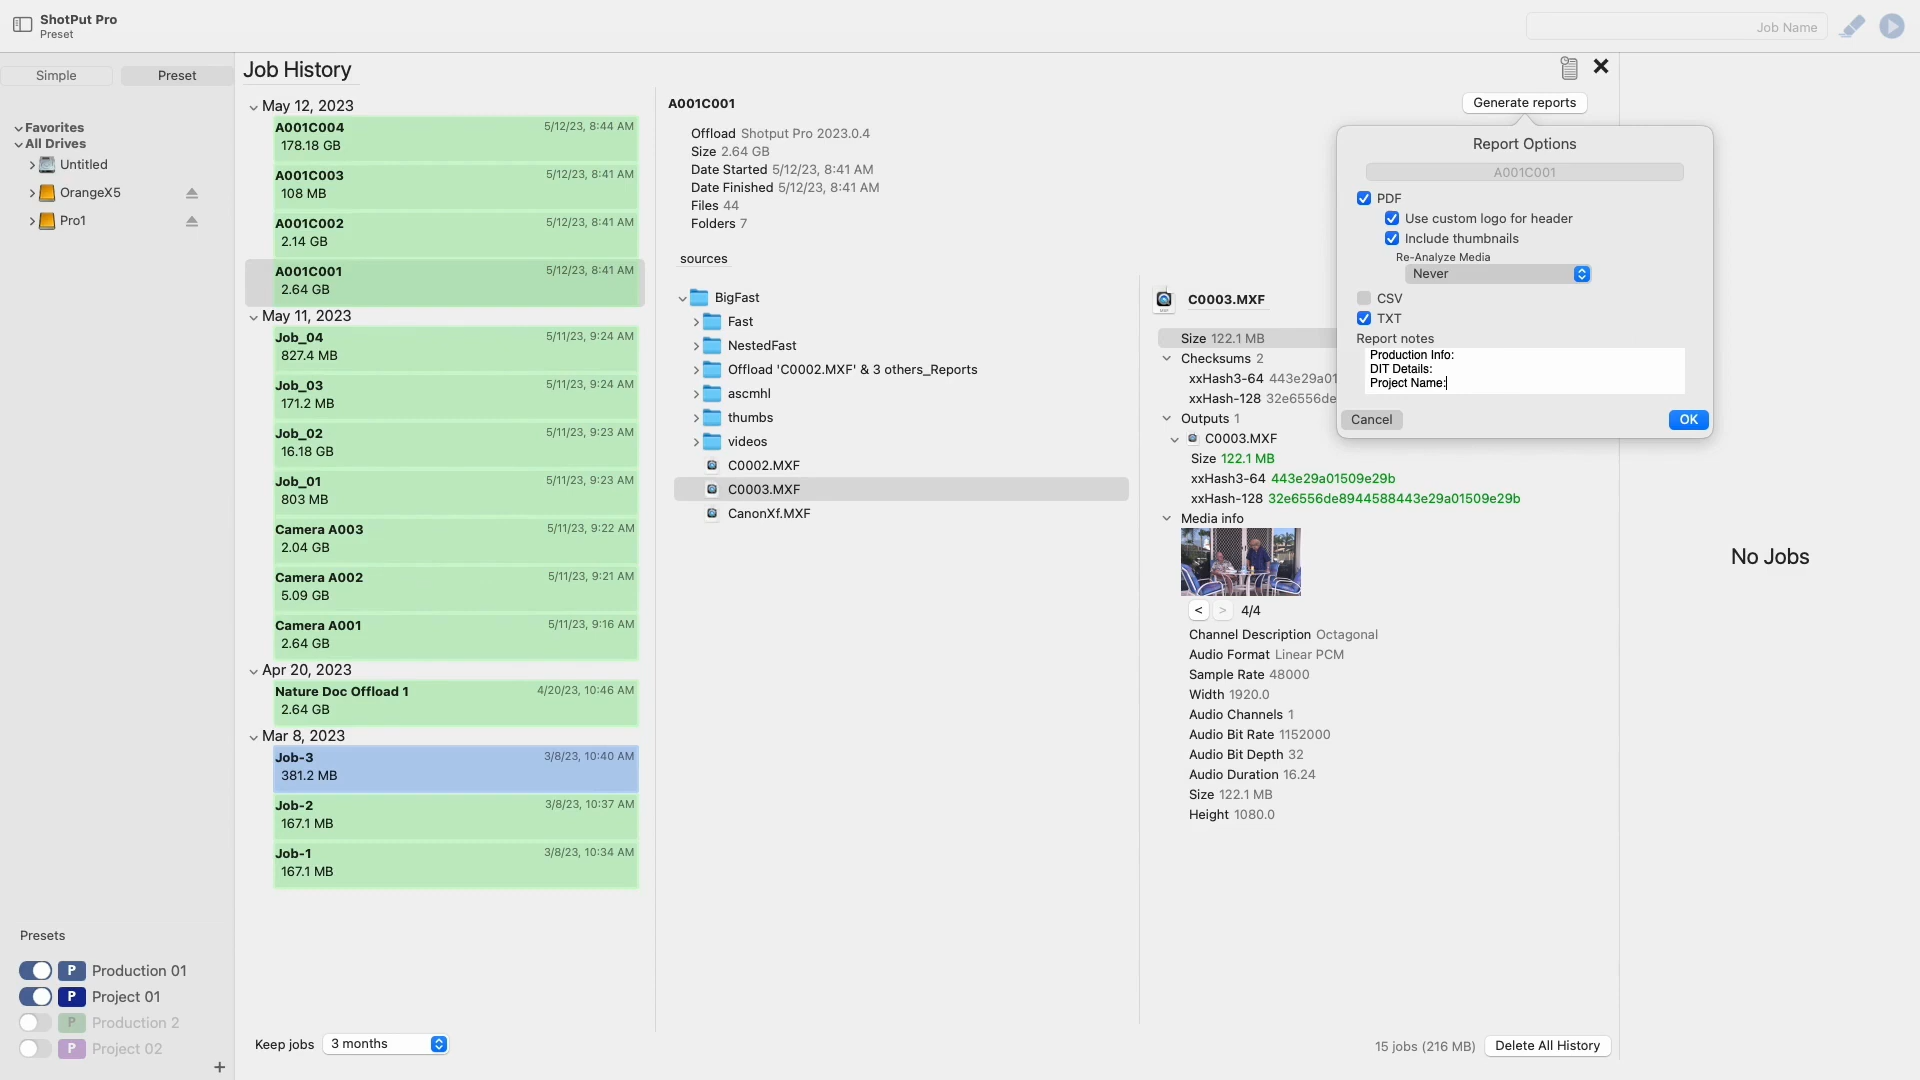 ShotPut Pro
Preset
Job Name
Simple
Preset
Favorites
All Drives
Untitled
OrangeX5
Pro1
Presets
P Production 01
P Project 01
P Production 2
P Project 02
+
Job History
May 12, 2023
A001C004 5/12/23, 8:44 AM
178.18 GB
A001C003 5/12/23, 8:41 AM
108 MB
A001C002 5/12/23, 8:41 AM
2.14 GB
A001C001 5/12/23, 8:41 AM
2.64 GB
May 11, 2023
Job_04 5/11/23, 9:24 AM
827.4 MB
Job_03 5/11/23, 9:24 AM
171.2 MB
Job_02 5/11/23, 9:23 AM
16.18 GB
Job_01 5/11/23, 9:23 AM
803 MB
Camera A003 5/11/23, 9:22 AM
2.04 GB
Camera A002 5/11/23, 9:21 AM
5.09 GB
Camera A001 5/11/23, 9:16 AM
2.64 GB
Apr 20, 2023
Nature Doc Offload 1 4/20/23, 10:46 AM
2.64 GB
Mar 8, 2023
Job-3 3/8/23, 10:40 AM
381.2 MB
Job-2 3/8/23, 10:37 AM
167.1 MB
Job-1 3/8/23, 10:34 AM
167.1 MB
Keep jobs 3 months
A001C001
Offload Shotput Pro 2023.0.4
Size 2.64 GB
Date Started 5/12/23, 8:41 AM
Date Finished 5/12/23, 8:41 AM
Files 44
Folders 7
sources
BigFast
Fast
NestedFast
Offload 'C0002.MXF' & 3 others_Reports
ascmhl
thumbs
videos
C0002.MXF
C0003.MXF
CanonXf.MXF
Generate reports
Report Options
A001C001
PDF
Use custom logo for header
Include thumbnails
Re-Analyze Media
Never
CSV
TXT
Report notes
Production Info:
DIT Details:
Project Name:
Cancel
OK
C0003.MXF
Size 122.1 MB
Checksums 2
xxHash3-64 443e29a01
xxHash-128 32e6556de
Outputs 1
C0003.MXF
Size 122.1 MB
xxHash3-64 443e29a01509e29b
xxHash-128 32e6556de8944588443e29a01509e29b
Media info
< > 4/4
Channel Description Octagonal
Audio Format Linear PCM
Sample Rate 48000
Width 1920.0
Audio Channels 1
Audio Bit Rate 1152000
Audio Bit Depth 32
Audio Duration 16.24
Size 122.1 MB
Height 1080.0
15 jobs (216 MB)
Delete All History
No Jobs